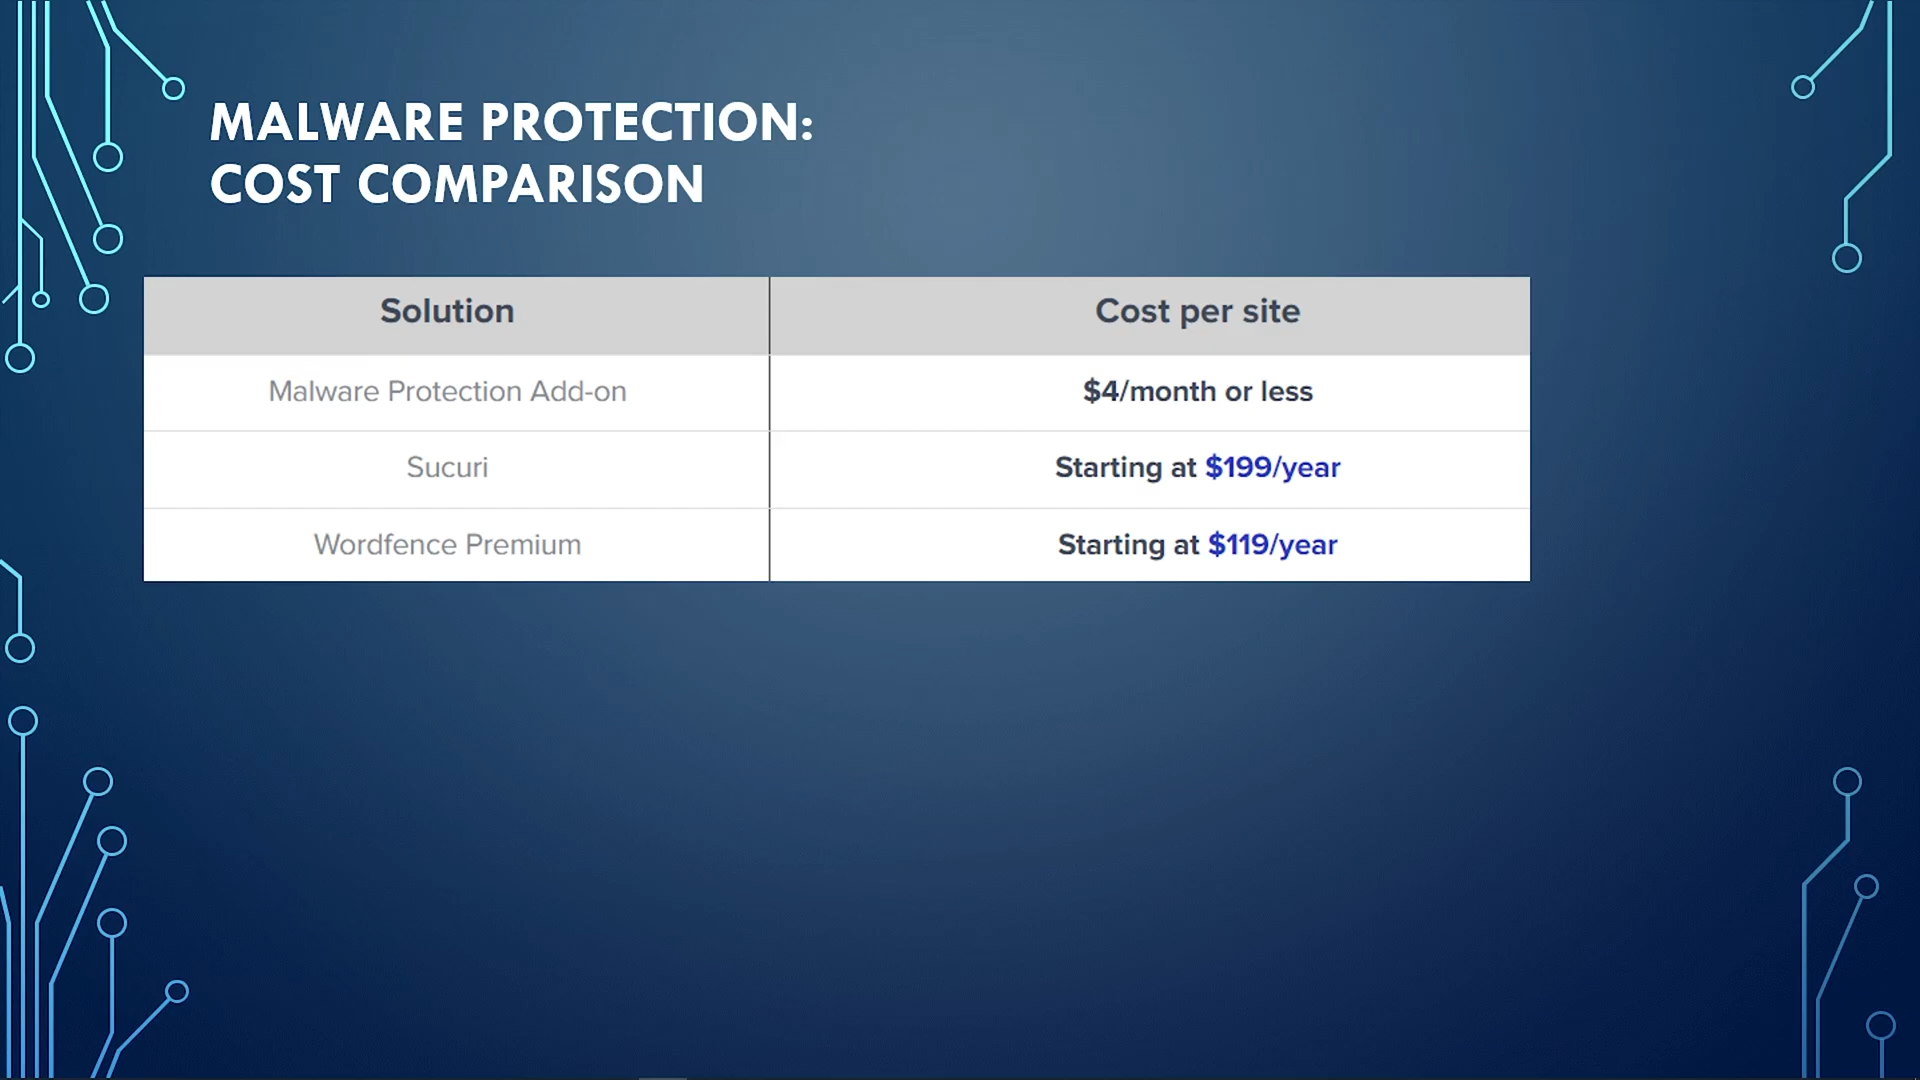 MALWARE PROTECTION:
COST COMPARISON
Solution Cost per site
Malware Protection Add-on $4/month or less
Sucuri Starting at $199/year
Wordfence Premium Starting at $119/year